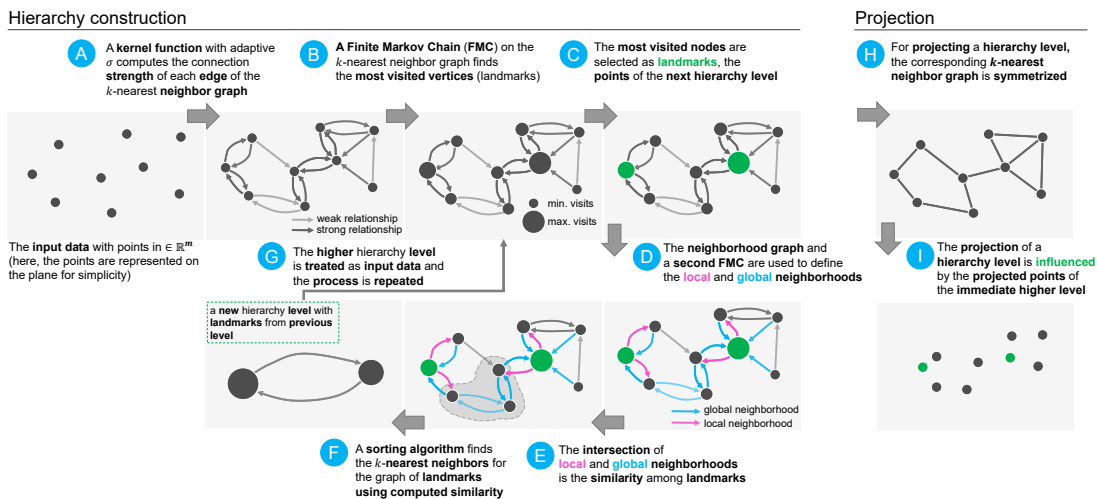 Hierarchy construction
Projection
A
A kernel function with adaptive
σ computes the connection
strength of each edge of the
k-nearest neighbor graph
B
A Finite Markov Chain (FMC) on the
k-nearest neighbor graph finds
the most visited vertices (landmarks)
C
The most visited nodes are
selected as landmarks, the
points of the next hierarchy level
H
For projecting a hierarchy level,
the corresponding k-nearest
neighbor graph is symmetrized
weak relationship
strong relationship
min. visits
max. visits
The input data with points in ∈ ℝᵐ
(here, the points are represented on
the plane for simplicity)
G
The higher hierarchy level
is treated as input data and
the process is repeated
D
The neighborhood graph and
a second FMC are used to define
the local and global neighborhoods
I
The projection of a
hierarchy level is influenced
by the projected points of
the immediate higher level
a new hierarchy level with
landmarks from previous
level
global neighborhood
local neighborhood
F
A sorting algorithm finds
the k-nearest neighbors for
the graph of landmarks
using computed similarity
E
The intersection of
local and global neighborhoods
is the similarity among landmarks